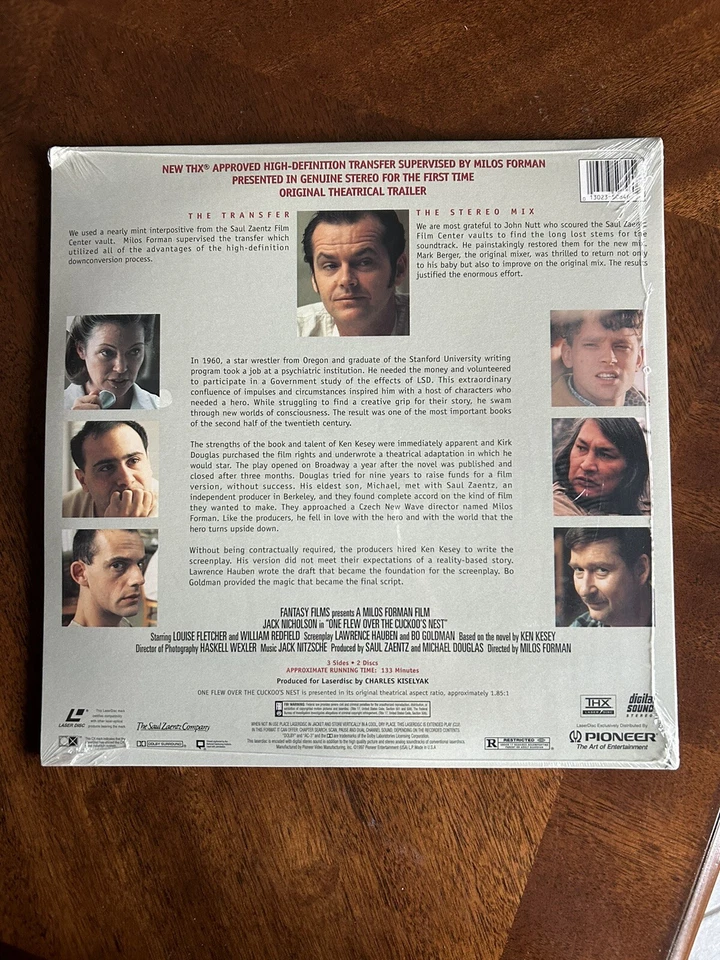 NEW THX® APPROVED HIGH-DEFINITION TRANSFER SUPERVISED BY MILOS FORMAN
PRESENTED IN GENUINE STEREO FOR THE FIRST TIME
ORIGINAL THEATRICAL TRAILER
THE TRANSFER
We used a nearly mint interpositive from the Saul Zaentz Film
Center vault. Milos Forman supervised the transfer which
utilized all of the advantages of the high-definition
downconversion process.
THE STEREO MIX
We are most grateful to John Nutt who scoured the Saul Zaentz
Film Center vaults to find the long lost stems for the
soundtrack. He painstakingly restored them for the new mix.
Mark Berger, the original mixer, was thrilled to return not only
to his baby but also to improve on the original mix. The results
justified the enormous effort.
In 1960, a star wrestler from Oregon and graduate of the Stanford University writing
program took a job at a psychiatric institution. He needed the money and volunteered
to participate in a Government study of the effects of LSD. This extraordinary
confluence of impulses and circumstances inspired him with a host of characters who
needed a hero. While struggling to find a creative grip for their story, he swam
through new worlds of consciousness. The result was one of the most important books
of the second half of the twentieth century.
The strengths of the book and talent of Ken Kesey were immediately apparent and Kirk
Douglas purchased the film rights and underwrote a theatrical adaptation in which he
would star. The play opened on Broadway a year after the novel was published and
closed after three months. Douglas tried for nine years to raise funds for a film
version, without success. His eldest son, Michael, met with Saul Zaentz, an
independent producer in Berkeley, and they found complete accord on the kind of film
they wanted to make. They approached a Czech New Wave director named Milos
Forman. Like the producers, he fell in love with the hero and with the world that the
hero turns upside down.
Without being contractually required, the producers hired Ken Kesey to write the
screenplay. His version did not meet their expectations of a reality-based story.
Lawrence Hauben wrote the draft that became the foundation for the screenplay. Bo
Goldman provided the magic that became the final script.
FANTASY FILMS presents A MILOS FORMAN FILM
JACK NICHOLSON in "ONE FLEW OVER THE CUCKOO'S NEST"
Starring LOUISE FLETCHER and WILLIAM REDFIELD Screenplay LAWRENCE HAUBEN and BO GOLDMAN Based on the novel by KEN KESEY
Director of Photography HASKELL WEXLER Music JACK NITZSCHE Produced by SAUL ZAENTZ and MICHAEL DOUGLAS Directed by MILOS FORMAN
3 Sides • 2 Discs
APPROXIMATE RUNNING TIME: 133 Minutes
Produced for Laserdisc by CHARLES KISELYAK
ONE FLEW OVER THE CUCKOO'S NEST is presented in its original theatrical aspect ratio, approximately 1.85:1
LASER DISC
The Saul Zaentz Company
DOLBY SURROUND
THX
digital
SOUND
STEREO
R RESTRICTED
LaserDisc Exclusively Distributed By
PIONEER
The Art of Entertainment